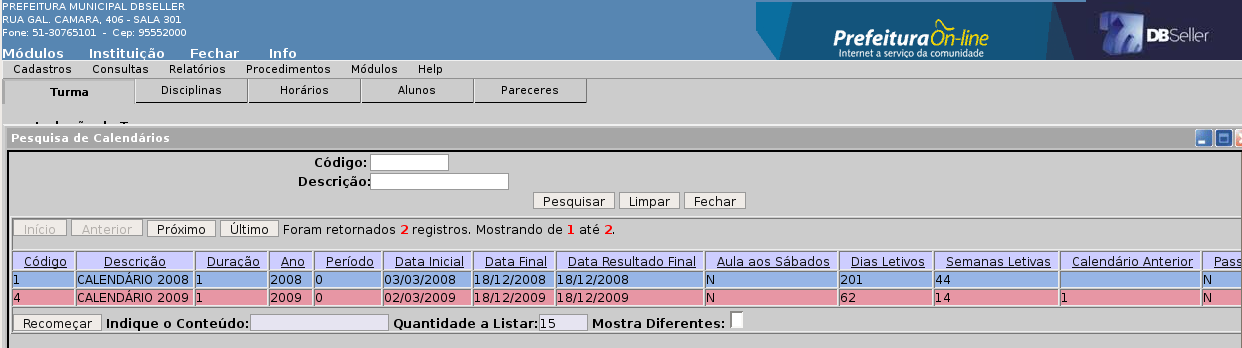 PREFEITURA MUNICIPAL DBSELLER
RUA GAL. CAMARA, 406 - SALA 301
Fone: 51-30765101 - Cep: 95552000
Módulos Instituição Fechar Info
PrefeituraOn-line
Internet a serviço da comunidade
DBSeller
Cadastros Consultas Relatórios Procedimentos Módulos Help
Turma Disciplinas Horários Alunos Pareceres
Pesquisa de Calendários
Código:
Descrição:
Pesquisar Limpar Fechar
Início Anterior Próximo Último Foram retornados 2 registros. Mostrando de 1 até 2.
Código Descrição Duração Ano Período Data Inicial Data Final Data Resultado Final Aula aos Sábados Dias Letivos Semanas Letivas Calendário Anterior Pass
1 CALENDÁRIO 2008 1 2008 0 03/03/2008 18/12/2008 18/12/2008 N 201 44 N
4 CALENDÁRIO 2009 1 2009 0 02/03/2009 18/12/2009 18/12/2009 N 62 14 1 N
Recomeçar Indique o Conteúdo: Quantidade a Listar: 15 Mostra Diferentes: